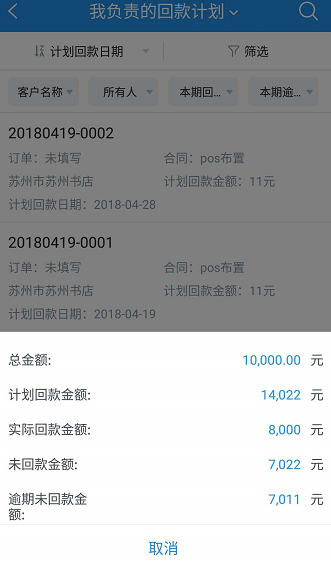 我负责的回款计划
计划回款日期 筛选
客户名称 所有人 本期回... 本期逾...
20180419-0002
订单：未填写 合同：pos布置
苏州市苏州书店 计划回款金额：11元
计划回款日期：2018-04-28
20180419-0001
订单：未填写 合同：pos布置
苏州市苏州书店 计划回款金额：11元
计划回款日期：2018-04-19
总金额: 10,000.00 元
计划回款金额: 14,022 元
实际回款金额: 8,000 元
未回款金额: 7,022 元
逾期未回款金 7,011 元
额:
取消